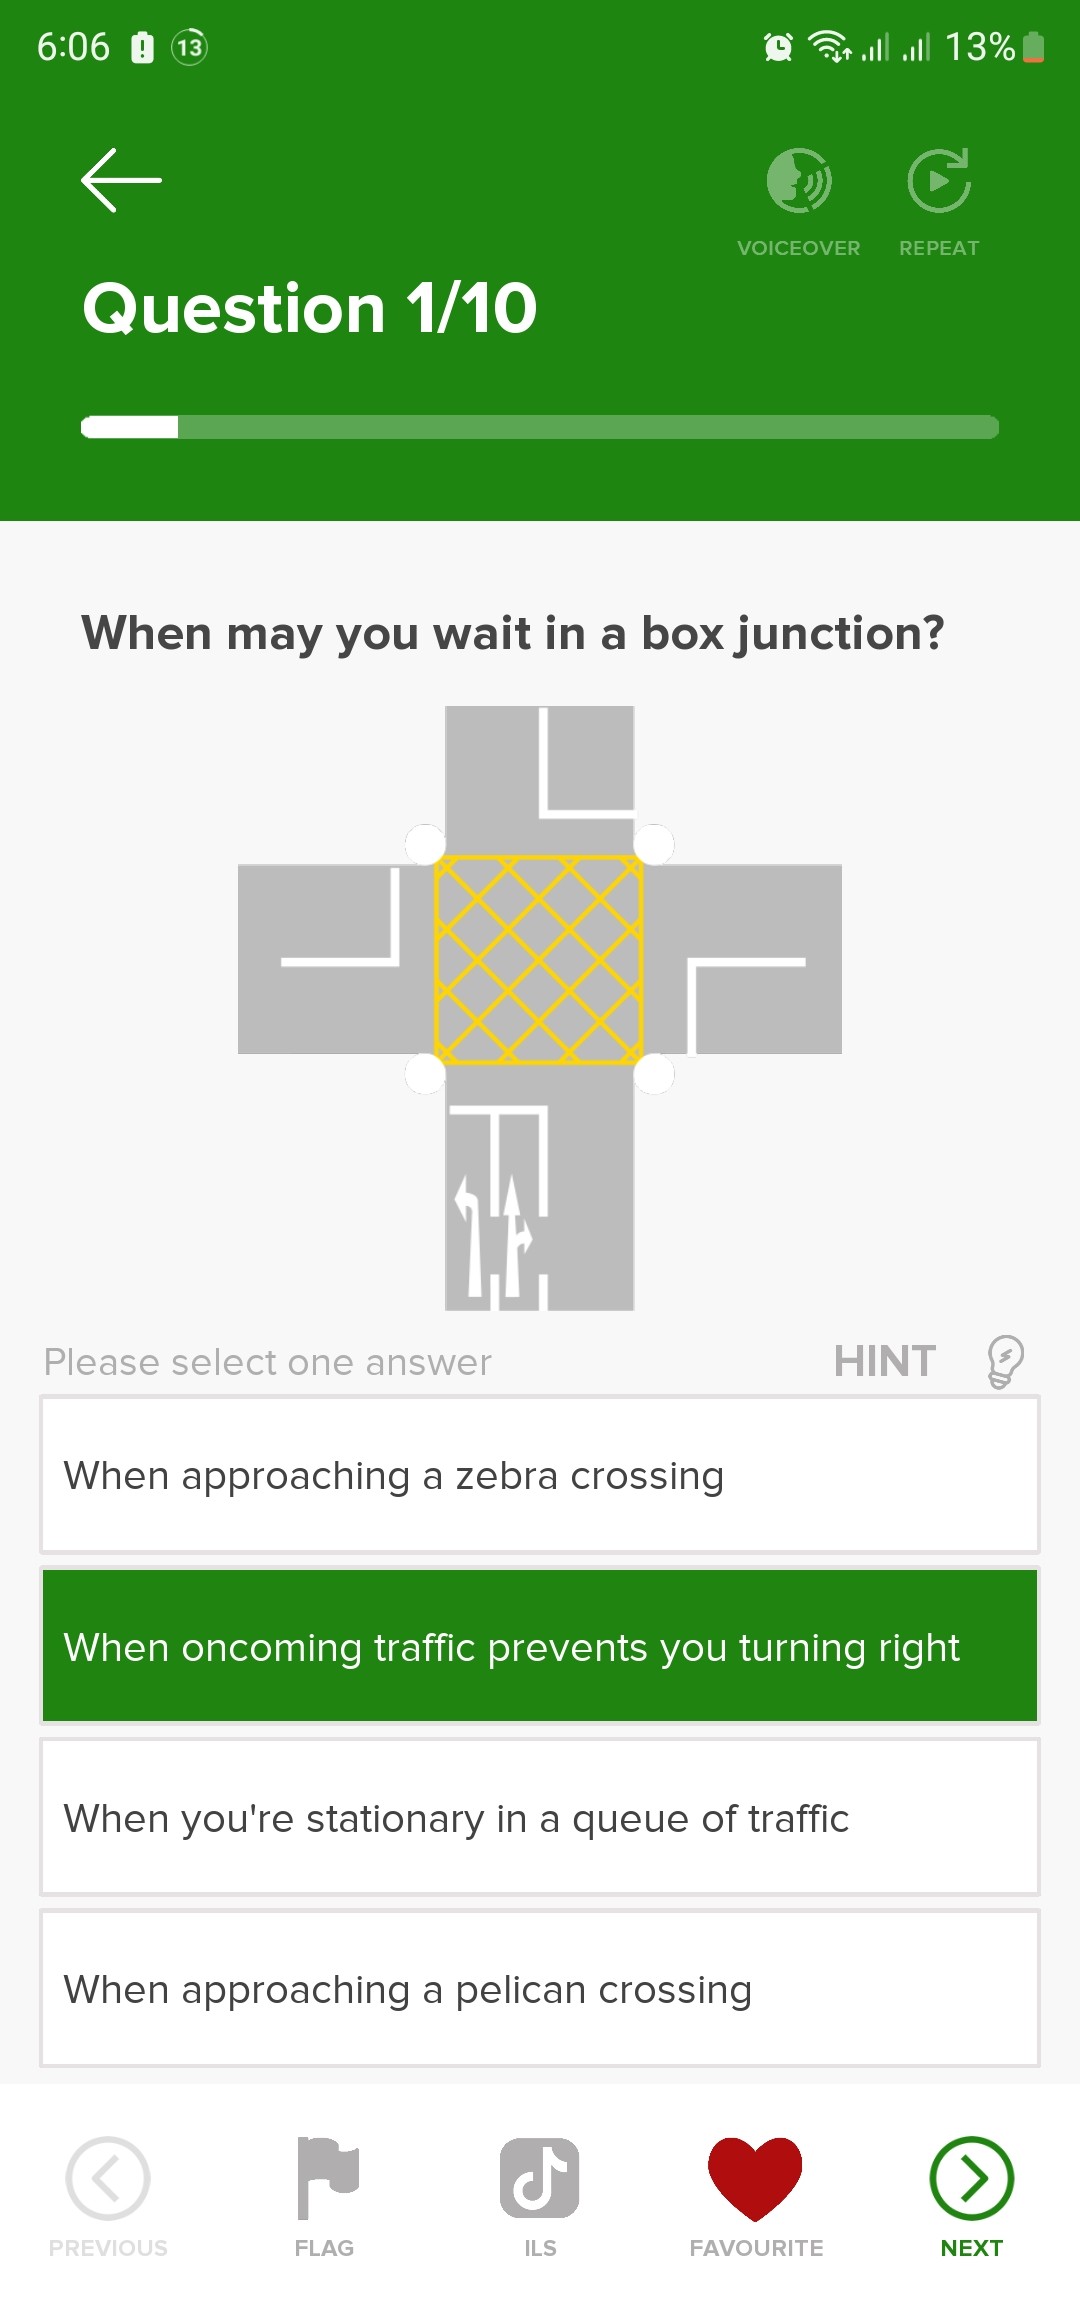 6:06 13 13%
VOICEOVER REPEAT
Question 1/10
When may you wait in a box junction?
Please select one answer HINT
When approaching a zebra crossing
When oncoming traffic prevents you turning right
When you're stationary in a queue of traffic
When approaching a pelican crossing
PREVIOUS FLAG ILS FAVOURITE NEXT